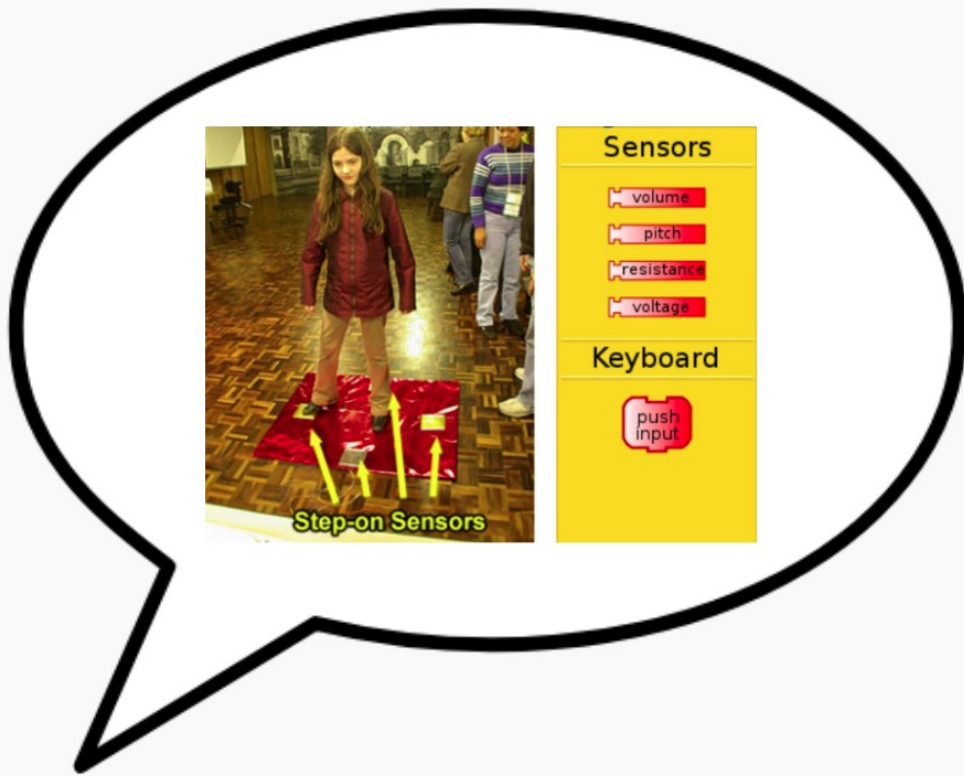 Step-on Sensors
Sensors
volume
pitch
resistance
voltage
Keyboard
push
input